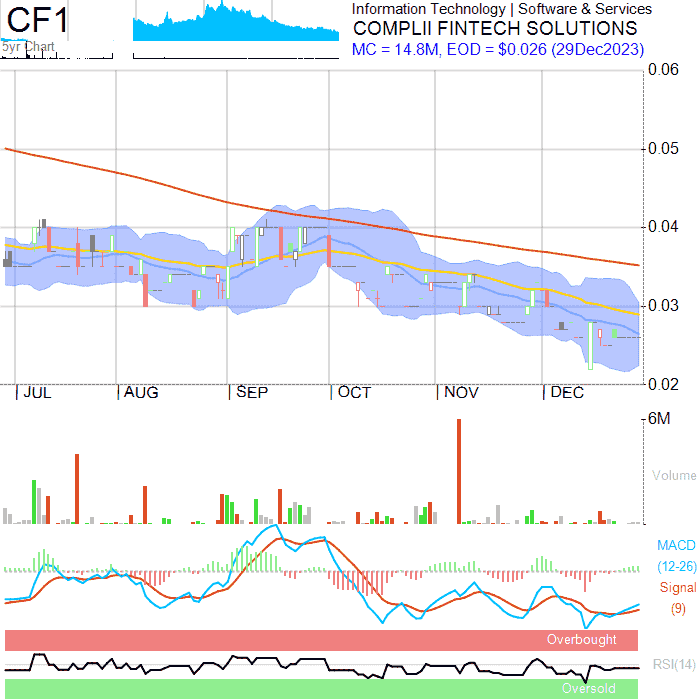 CF1
Information Technology | Software & Services
COMPLII FINTECH SOLUTIONS
5yr Chart
MC = 14.8M, EOD = $0.026 (29Dec2023)
0.06
0.05
0.04
0.03
0.02
JUL AUG SEP OCT NOV DEC
6M
Volume
MACD
(12-26)
Signal
(9)
Overbought
RSI(14)
Oversold